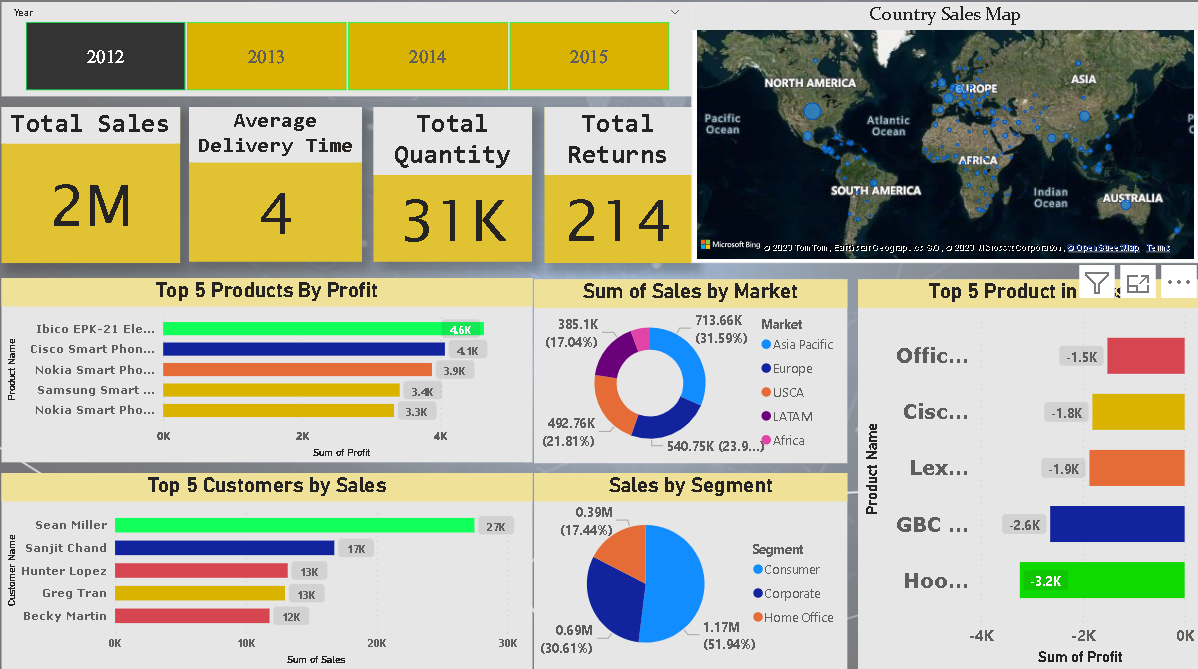 Year
2012
2013
2014
2015
Total Sales
2M
Average
Delivery Time
4
Total
Quantity
31K
Total
Returns
214
Country Sales Map
NORTH AMERICA
EUROPE
ASIA
Pacific
Ocean
Atlantic
Ocean
AFRICA
SOUTH AMERICA
Indian
Ocean
AUSTRALIA
P
C
Microsoft Bing
© 2023 TomTom, Earthstar Geographics SIO, © 2023 Microsoft Corporation, © OpenStreetMap Terms
Top 5 Products By Profit
Product Name
Ibico EPK-21 Ele...
4.6K
Cisco Smart Phon...
4.1K
Nokia Smart Pho...
3.9K
Samsung Smart ...
3.4K
Nokia Smart Pho...
3.3K
0K
2K
4K
Sum of Profit
Sum of Sales by Market
385.1K
(17.04%)
713.66K
(31.59%)
492.76K
(21.81%)
540.75K (23.9...)
Market
Asia Pacific
Europe
USCA
LATAM
Africa
Top 5 Customers by Sales
Customer Name
Sean Miller
27K
Sanjit Chand
17K
Hunter Lopez
13K
Greg Tran
13K
Becky Martin
12K
0K
10K
20K
30K
Sum of Sales
Sales by Segment
0.39M
(17.44%)
0.69M
(30.61%)
1.17M
(51.94%)
Segment
Consumer
Corporate
Home Office
Top 5 Product in
Product Name
Offic...
-1.5K
Cisc...
-1.8K
Lex...
-1.9K
GBC ...
-2.6K
Hoo...
-3.2K
-4K
-2K
0K
Sum of Profit